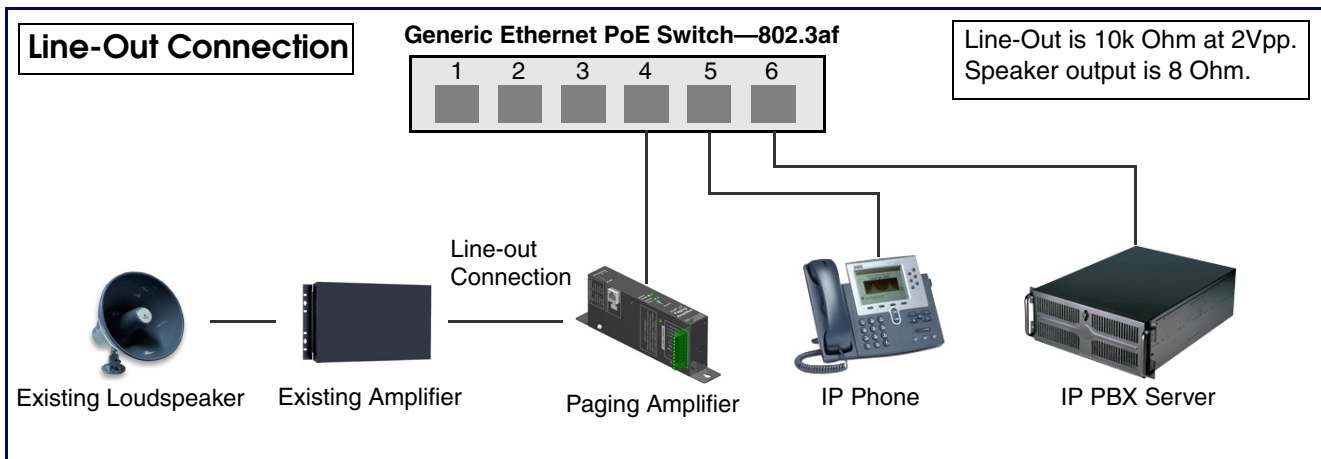 Line-Out Connection
Generic Ethernet PoE Switch—802.3af
1 2 3 4 5 6
Line-Out is 10k Ohm at 2Vpp.
Speaker output is 8 Ohm.
Line-out
Connection
Existing Loudspeaker
Existing Amplifier
Paging Amplifier
IP Phone
IP PBX Server